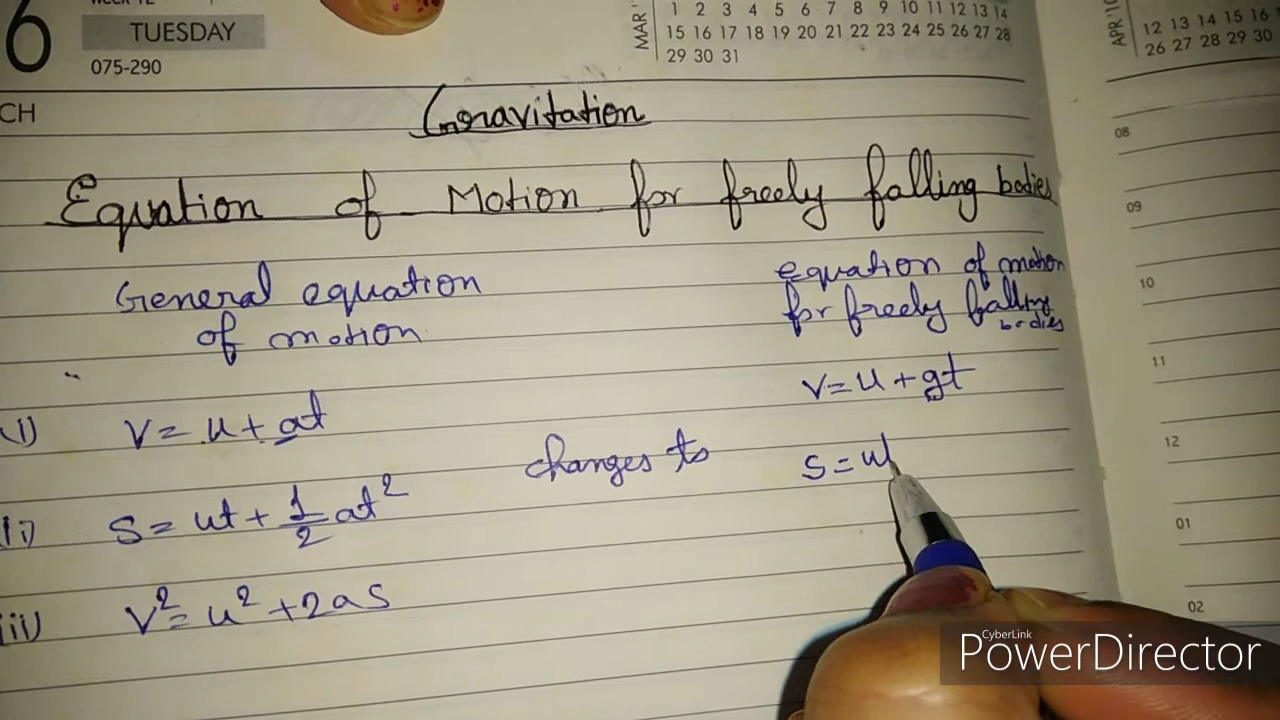 WEEK 12
6 TUESDAY
075-290
CH
MAR '
1 2 3 4 5 6 7 8 9 10 11 12 13 14
15 16 17 18 19 20 21 22 23 24 25 26 27 28
29 30 31
APR '10
12 13 14 15 16
26 27 28 29 30
Gravitation
Equation of Motion for freely falling bodies
General equation
of motion
equation of motion
for freely falling
bodies
(i) V = u + at
changes to
V = u + gt
(ii) S = ut + 1/2 at²
S = ut
(iii) V² = u² + 2as
08
09
10
11
12
01
02
CyberLink
PowerDirector